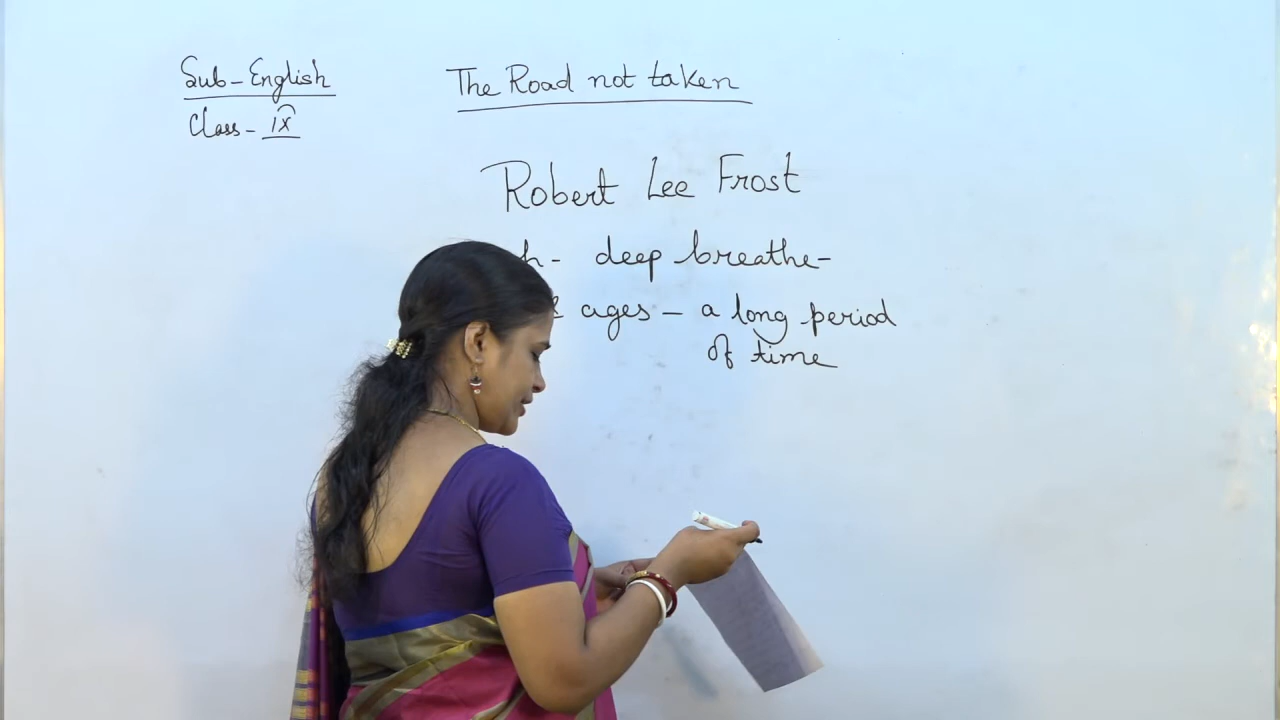 Sub- English
Class- IX
The Road not taken
Robert Lee Frost
h- deep breathe-
ages - a long period
of time